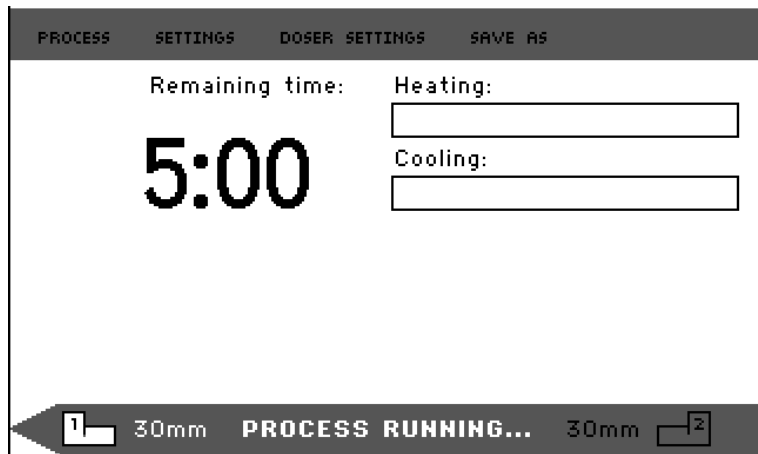 PROCESS SETTINGS DOSER SETTINGS SAVE AS
Remaining time: Heating:
5:00
Cooling:
1 30mm PROCESS RUNNING... 30mm 2